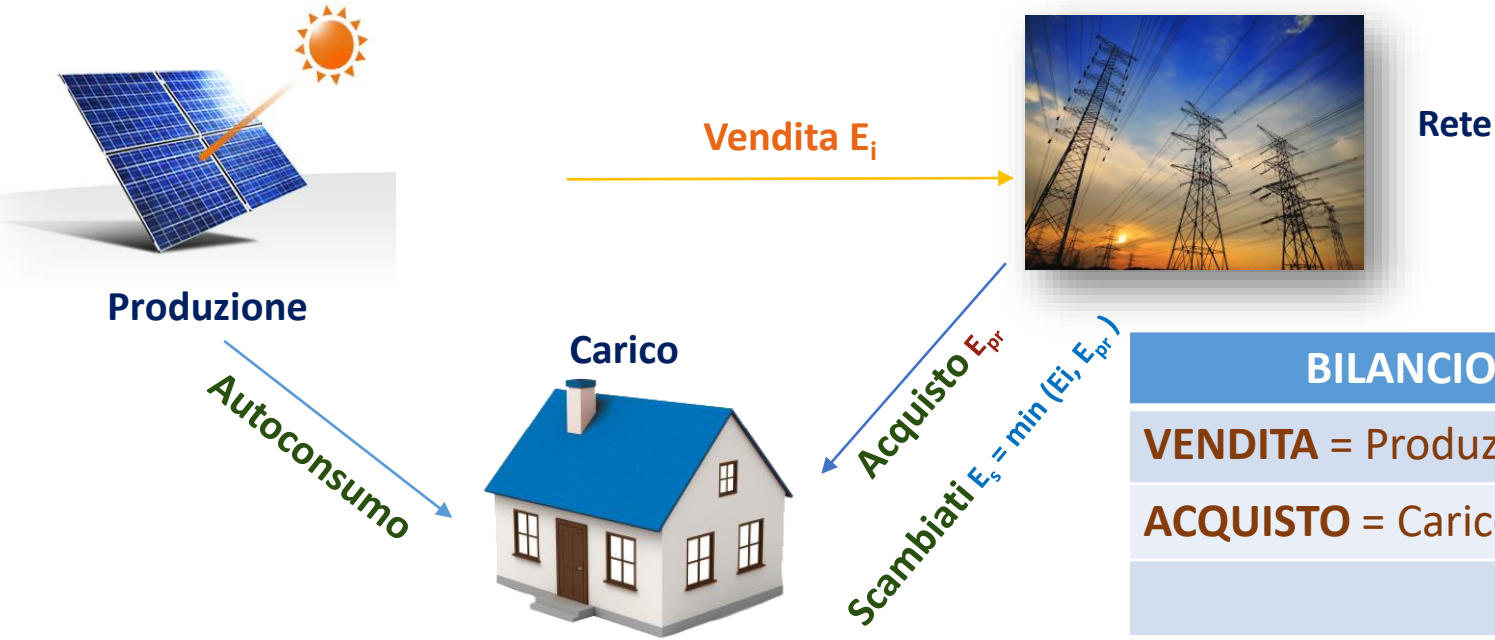 Vendita Ei
Rete
Produzione
Carico
Autoconsumo
Acquisto Epr
Scambiati Es = min (Ei, Epr)
BILANCIO
VENDITA = Produz
ACQUISTO = Caric